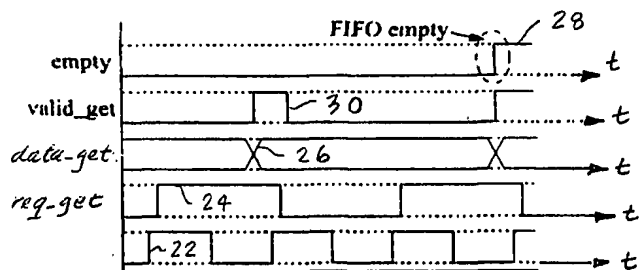 FIFO empty
28
empty
t
valid_get
30
t
data-get
26
t
req-get
24
t
22
t